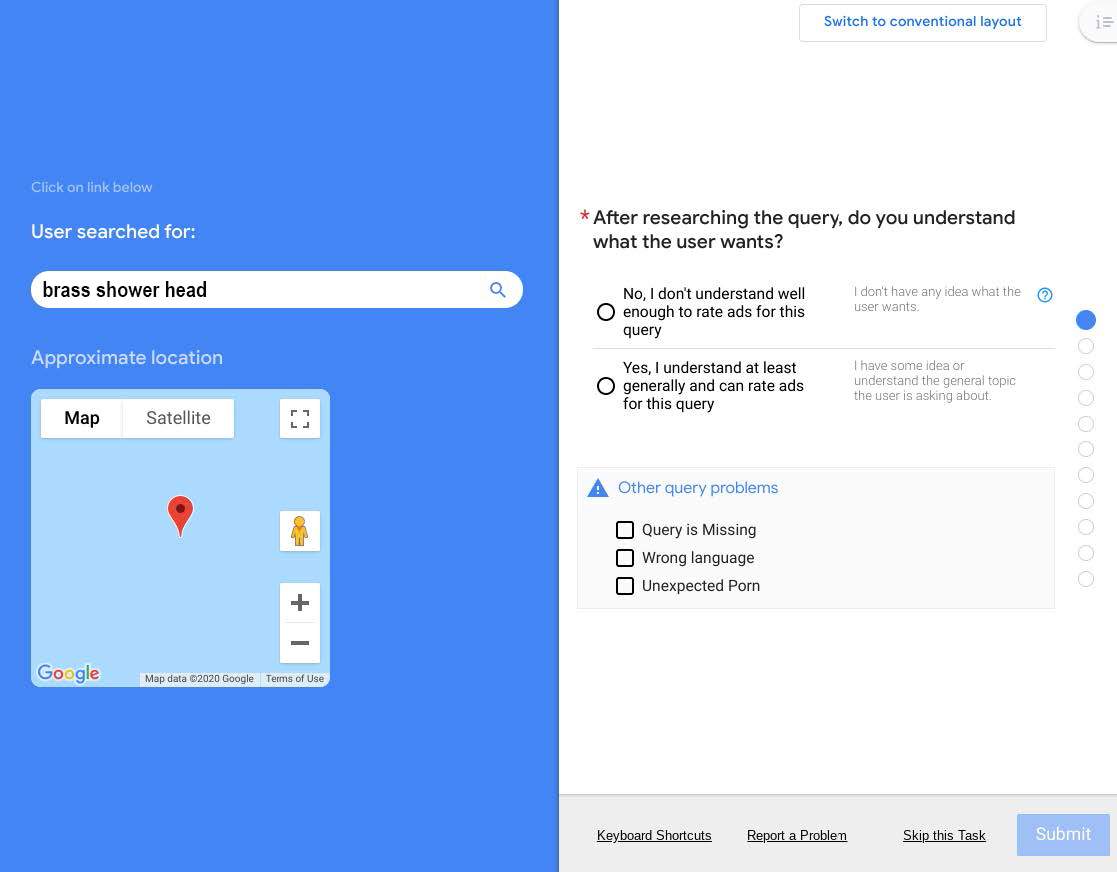 Switch to conventional layout
Click on link below
User searched for:
brass shower head
Approximate location
Map
Satellite
Google
Map data ©2020 Google
Terms of Use
* After researching the query, do you understand
what the user wants?
No, I don't understand well
enough to rate ads for this
query
I don't have any idea what the
user wants.
Yes, I understand at least
generally and can rate ads
for this query
I have some idea or
understand the general topic
the user is asking about.
Other query problems
Query is Missing
Wrong language
Unexpected Porn
Keyboard Shortcuts
Report a Problem
Skip this Task
Submit